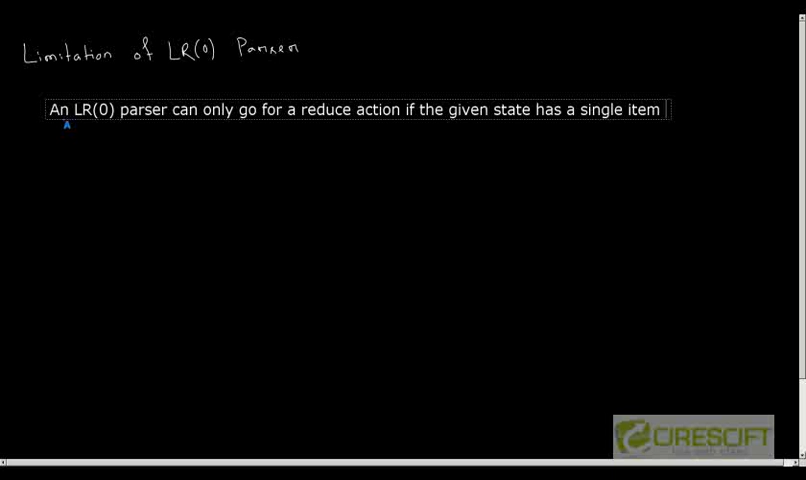 Limitation of LR(0) Parser
An LR(0) parser can only go for a reduce action if the given state has a single item
CIRESCIFT